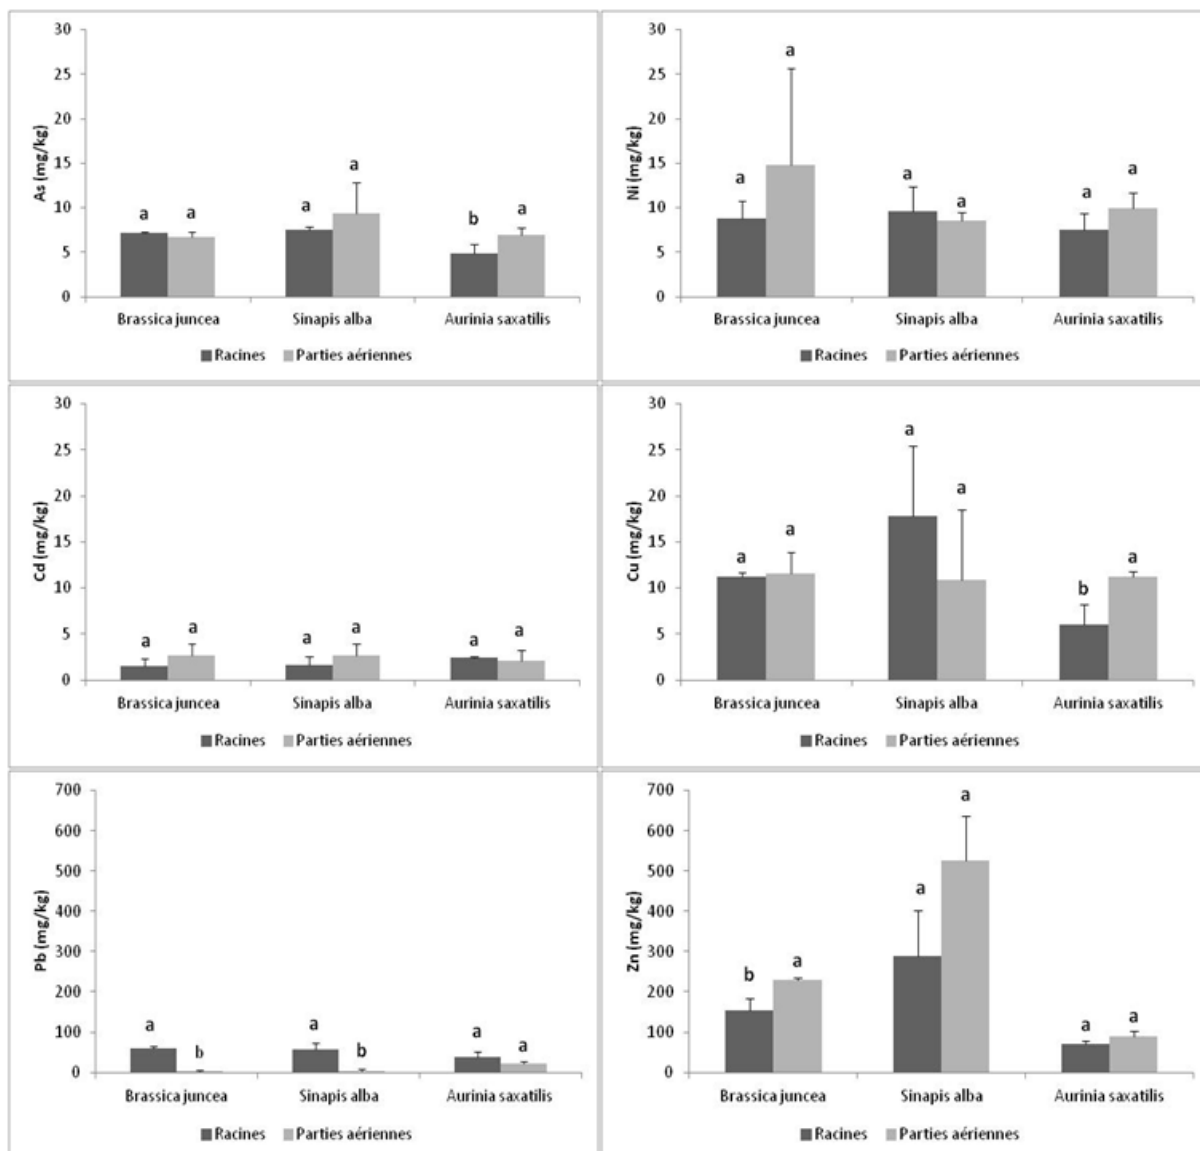 30
25
20
15
10
5
0
As (mg/kg)
a a a a b a
Brassica juncea Sinapis alba Aurinia saxatilis
Racines Parties aériennes
30
25
20
15
10
5
0
Ni (mg/kg)
a a a a a a
Brassica juncea Sinapis alba Aurinia saxatilis
Racines Parties aériennes
30
25
20
15
10
5
0
Cd (mg/kg)
a a a a a a
Brassica juncea Sinapis alba Aurinia saxatilis
Racines Parties aériennes
30
25
20
15
10
5
0
Cu (mg/kg)
a a a a b a
Brassica juncea Sinapis alba Aurinia saxatilis
Racines Parties aériennes
700
600
500
400
300
200
100
0
Pb (mg/kg)
a b a b a a
Brassica juncea Sinapis alba Aurinia saxatilis
Racines Parties aériennes
700
600
500
400
300
200
100
0
Zn (mg/kg)
b a a a a a
Brassica juncea Sinapis alba Aurinia saxatilis
Racines Parties aériennes